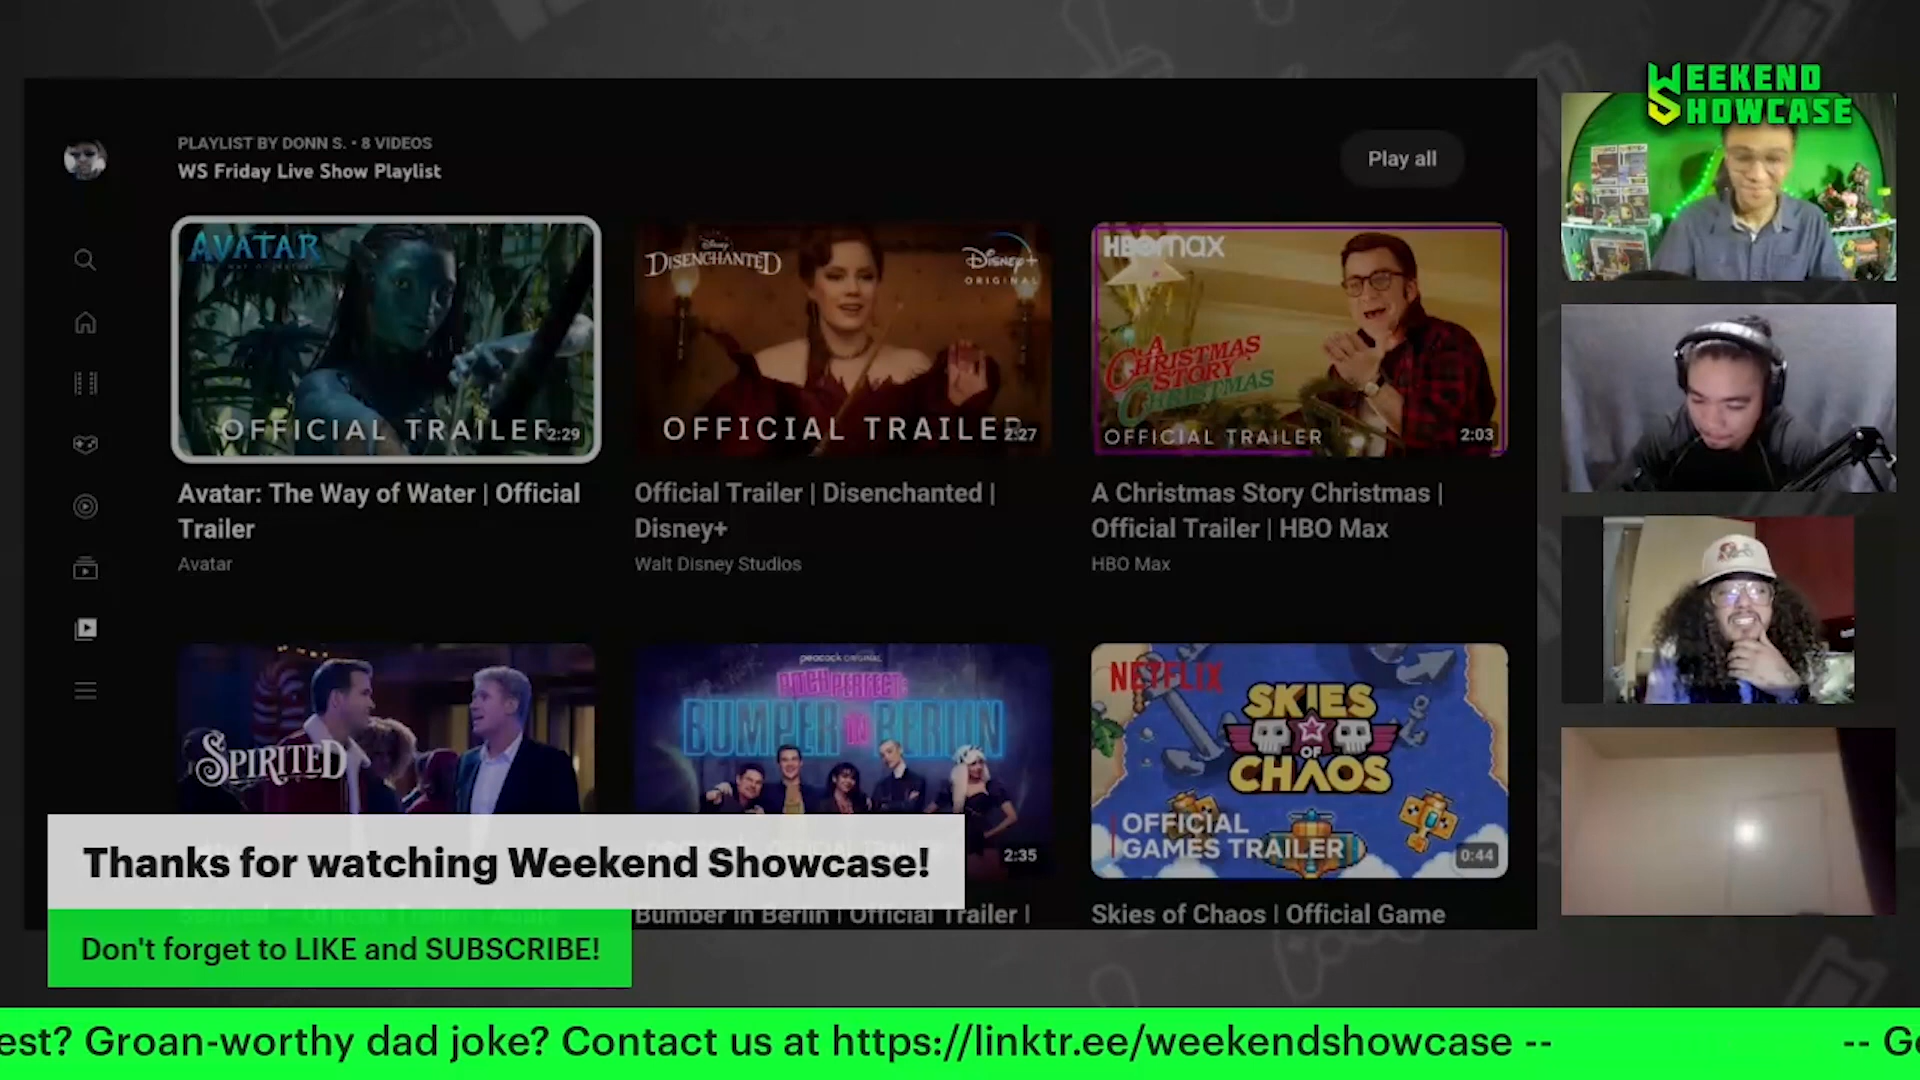 WEEKEND
SHOWCASE
PLAYLIST BY DONN S. • 8 VIDEOS
WS Friday Live Show Playlist
Play all
AVATAR
OFFICIAL TRAILER
2:29
Disney
DISENCHANTED
Disney+
ORIGINAL
OFFICIAL TRAILER
2:27
HBOMAX
A
CHRISTMAS
STORY
CHRISTMAS
OFFICIAL TRAILER
2:03
Avatar: The Way of Water | Official
Trailer
Avatar
Official Trailer | Disenchanted |
Disney+
Walt Disney Studios
A Christmas Story Christmas |
Official Trailer | HBO Max
HBO Max
SPIRITED
peacock ORIGINAL
PITCH PERFECT:
BUMPER IN BERLIN
2:35
NETFLIX
SKIES
OF
CHAOS
OFFICIAL
GAMES TRAILER
0:44
Bumper in Berlin | Official Trailer |
Skies of Chaos | Official Game
Thanks for watching Weekend Showcase!
Don't forget to LIKE and SUBSCRIBE!
est? Groan-worthy dad joke? Contact us at https://linktr.ee/weekendshowcase -- -- Go